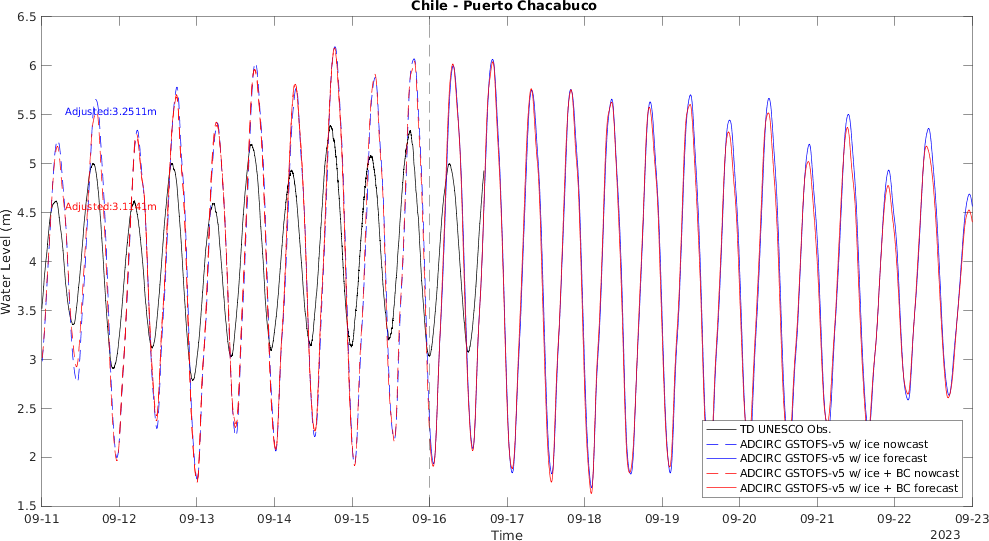 Chile - Puerto Chacabuco
6.5
6
5.5
5
4.5
4
3.5
3
2.5
2
1.5
Water Level (m)
Adjusted:3.2511m
Adjusted:3.1141m
TD UNESCO Obs.
ADCIRC GSTOFS-v5 w/ ice nowcast
ADCIRC GSTOFS-v5 w/ ice forecast
ADCIRC GSTOFS-v5 w/ ice + BC nowcast
ADCIRC GSTOFS-v5 w/ ice + BC forecast
09-11 09-12 09-13 09-14 09-15 09-16 09-17 09-18 09-19 09-20 09-21 09-22 09-23
Time
2023